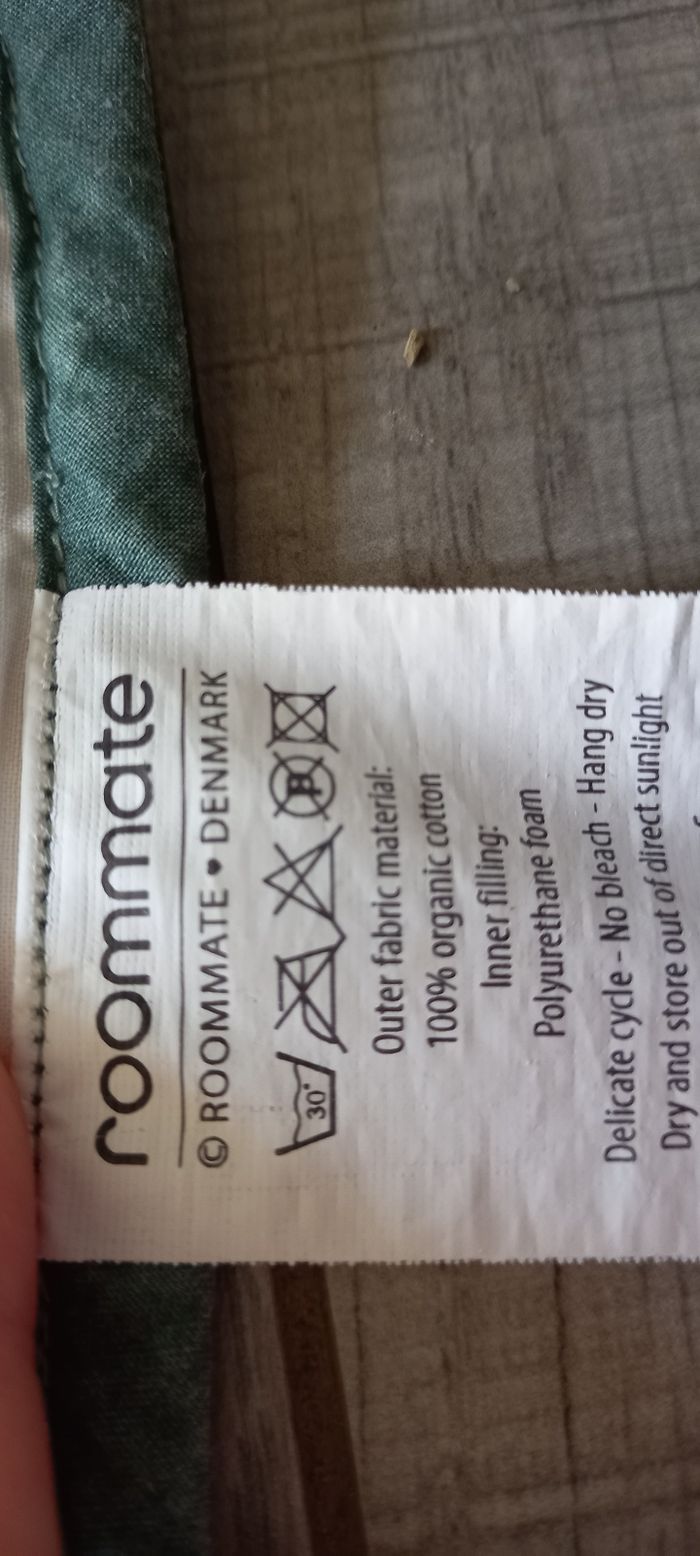 roommate
© ROOMMATE ♥ DENMARK
30°
Outer fabric material:
100% organic cotton
Inner filling:
Polyurethane foam
Delicate cycle - No bleach - Hang dry
Dry and store out of direct sunlight